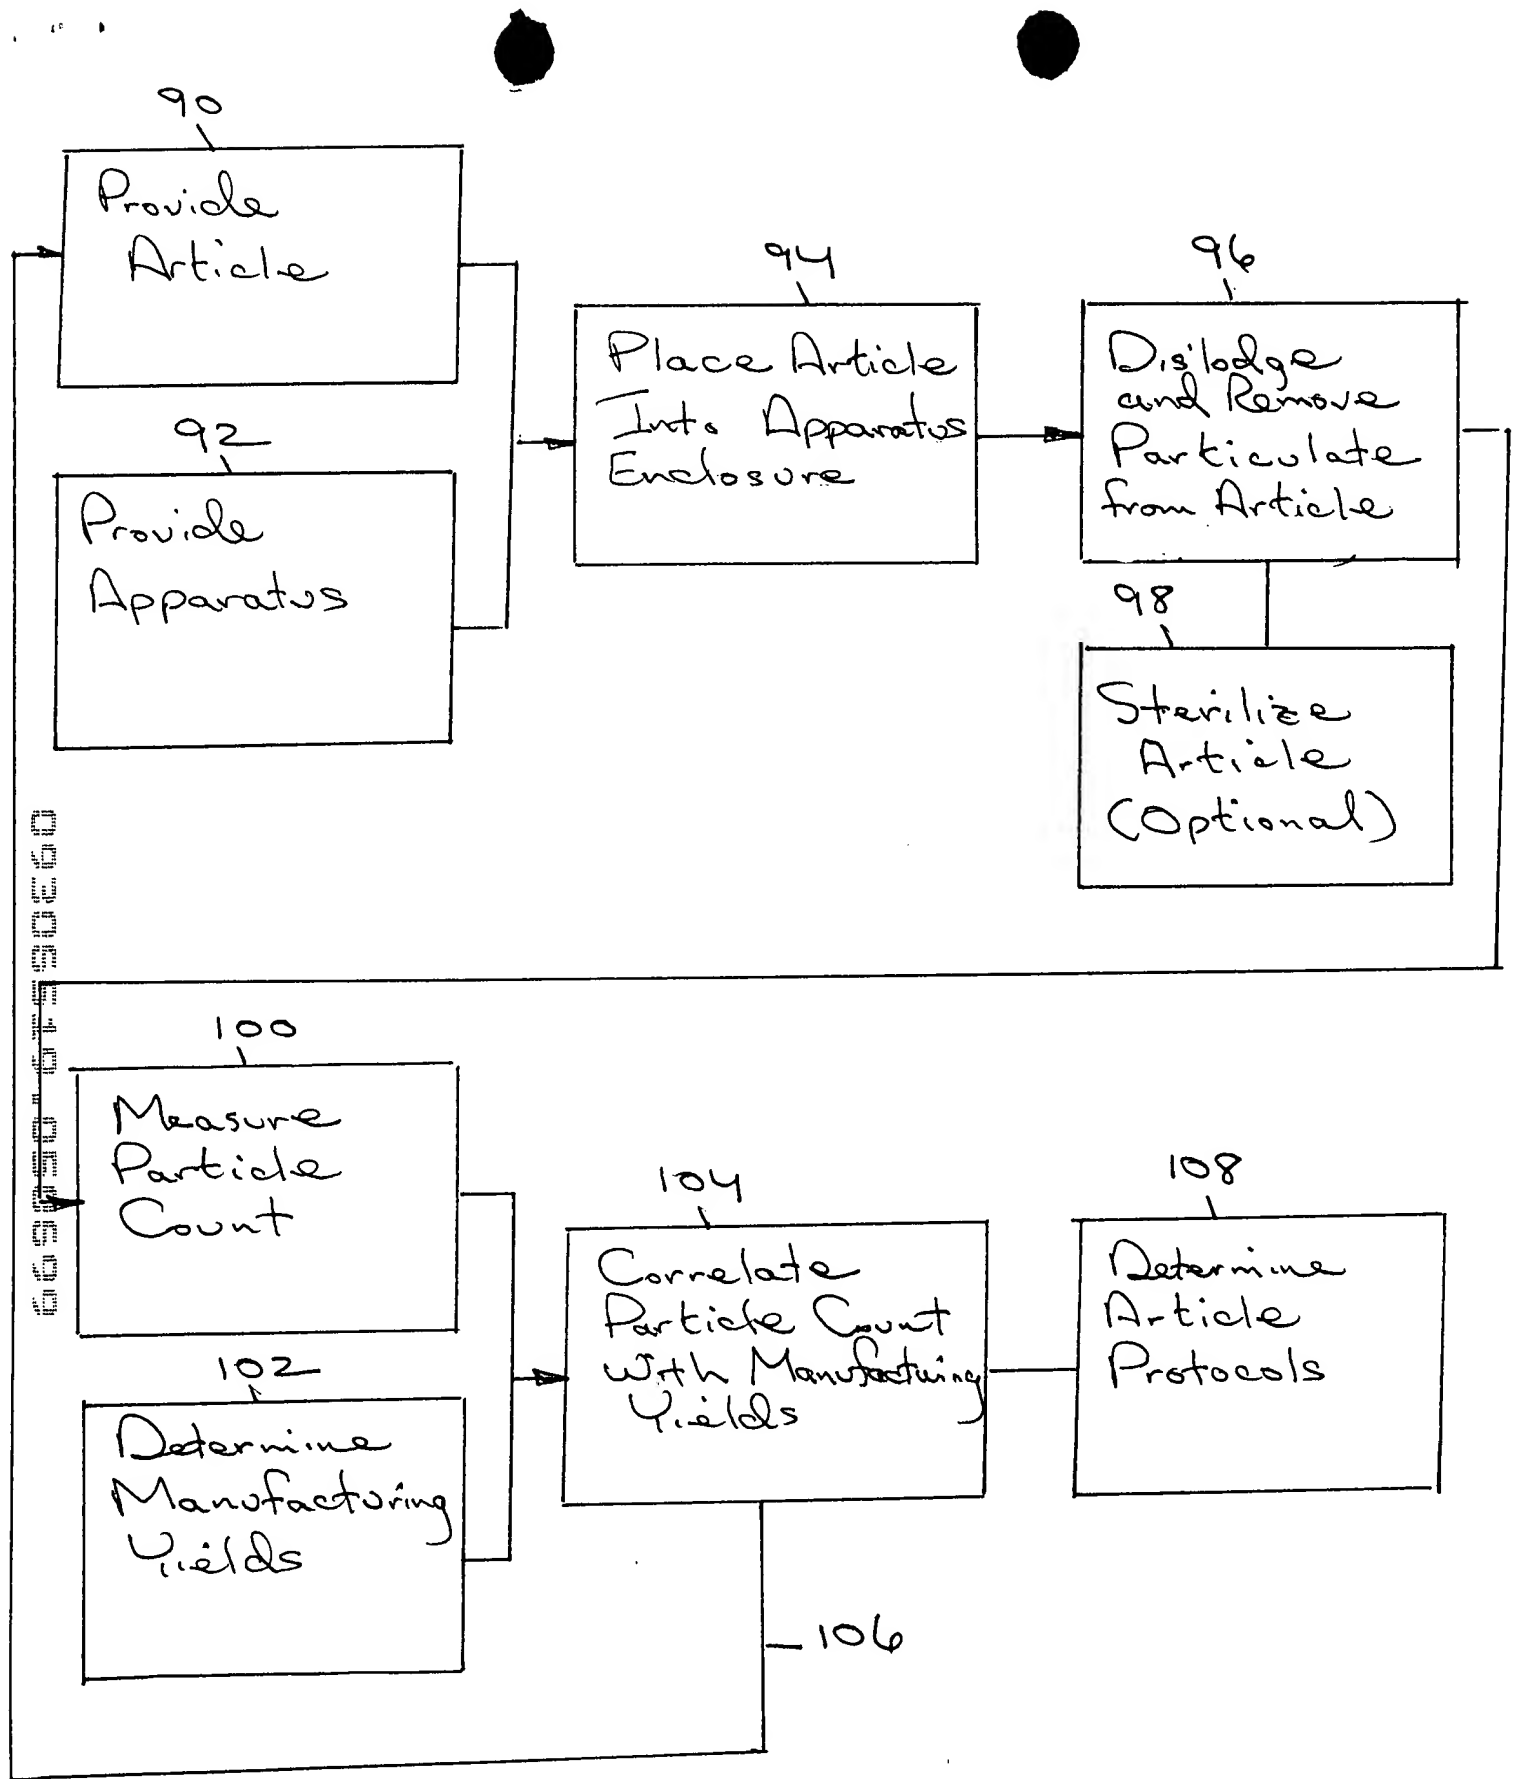 90
Provide
Article
92
Provide
Apparatus
94
Place Article
Into Apparatus
Enclosure
96
Dislodge
and Remove
Particulate
from Article
98
Sterilize
Article
(Optional)
100
Measure
Particle
Count
102
Determine
Manufacturing
Yields
104
Correlate
Particle Count
With Manufacturing
Yields
106
108
Determine
Article
Protocols